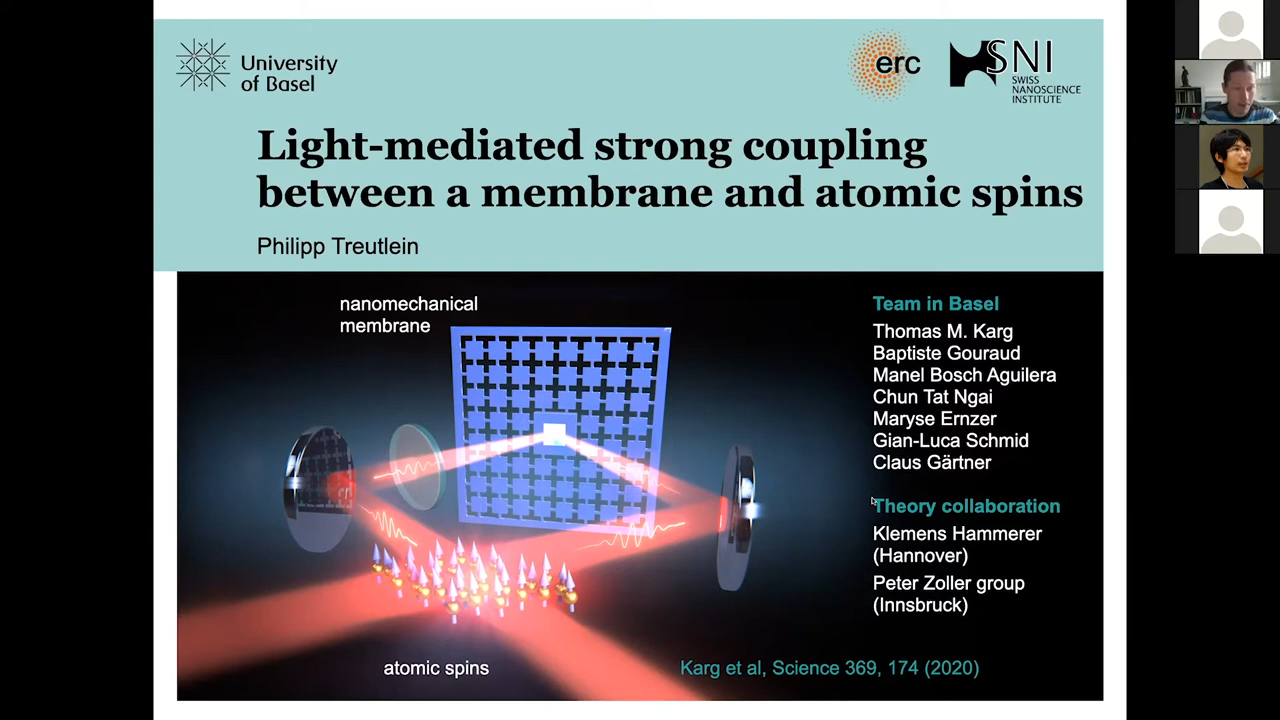 University
of Basel
erc
SNI
SWISS
NANOSCIENCE
INSTITUTE
Light-mediated strong coupling
between a membrane and atomic spins
Philipp Treutlein
nanomechanical
membrane
atomic spins
Team in Basel
Thomas M. Karg
Baptiste Gouraud
Manel Bosch Aguilera
Chun Tat Ngai
Maryse Ernzer
Gian-Luca Schmid
Claus Gärtner
Theory collaboration
Klemens Hammerer
(Hannover)
Peter Zoller group
(Innsbruck)
Karg et al, Science 369, 174 (2020)